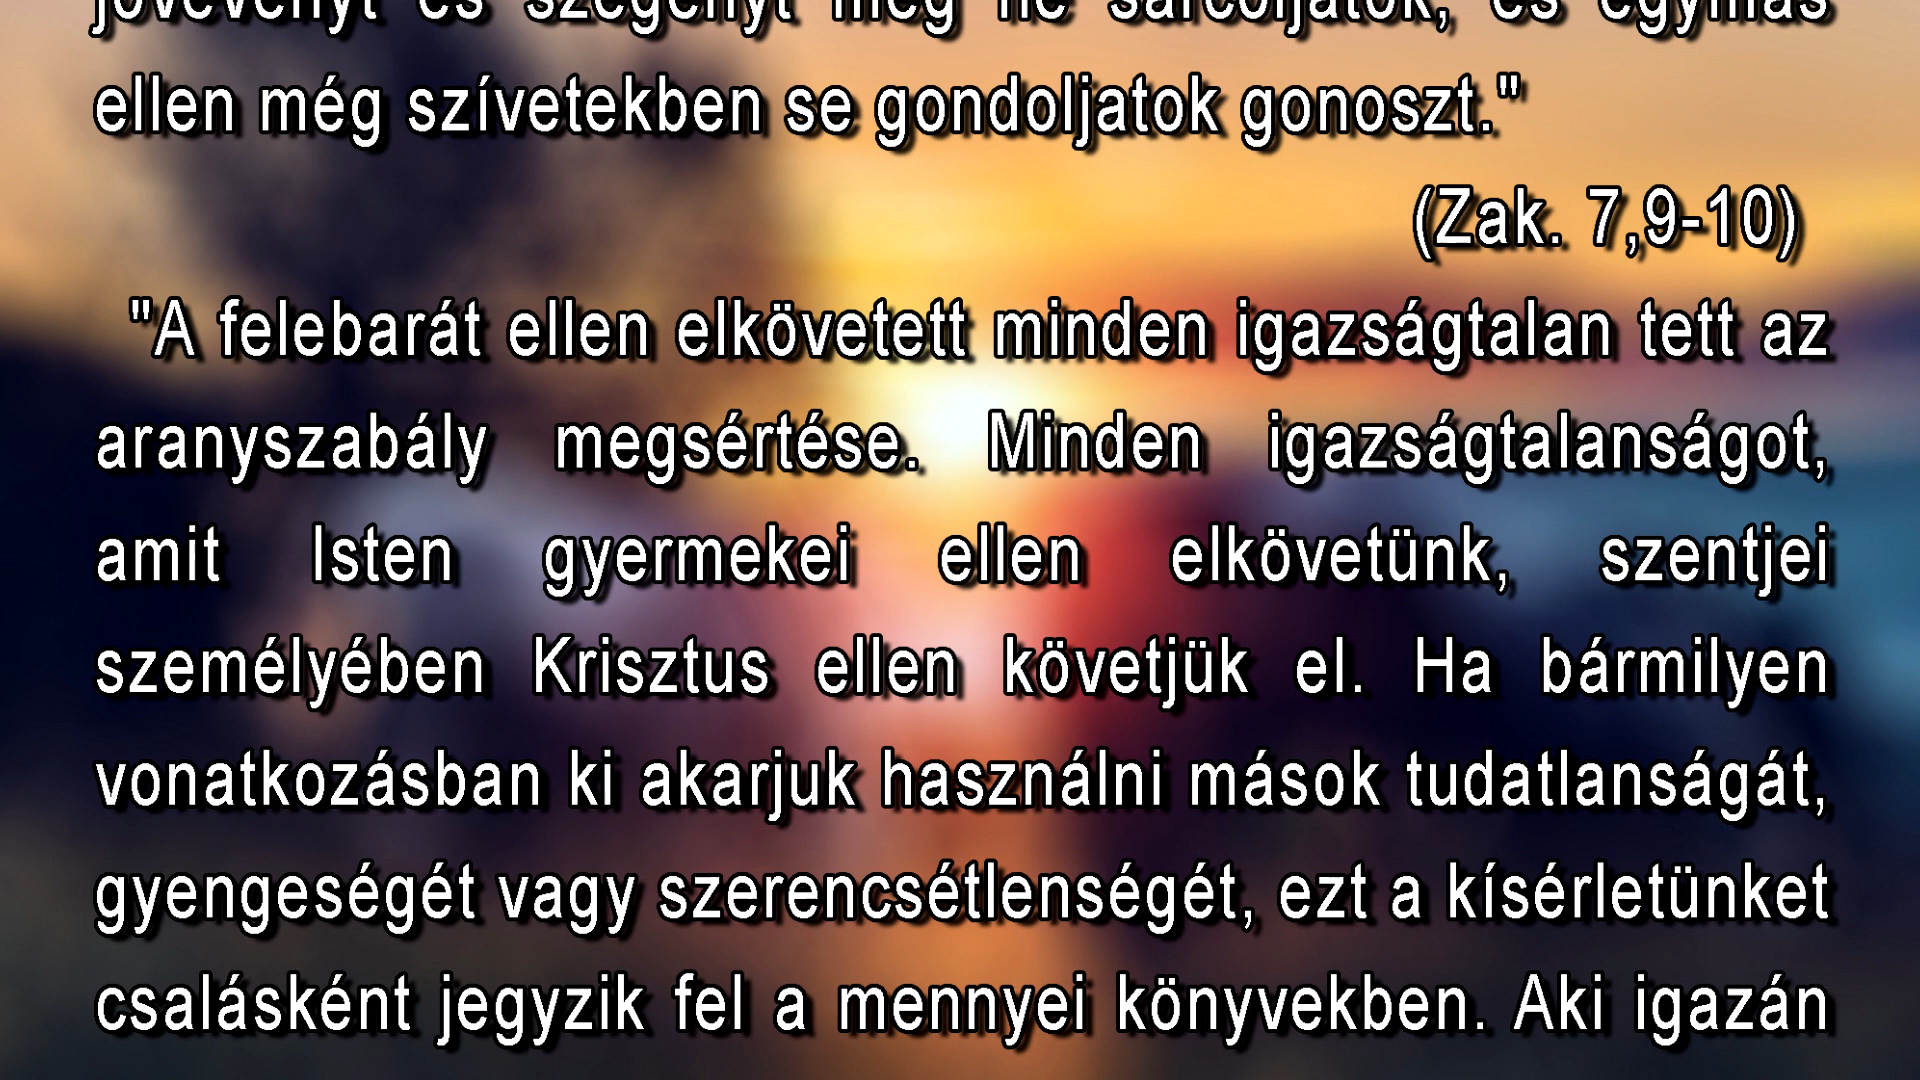 jövevényt és szegényt meg ne sarcoljatok, és egymás
ellen még szívetekben se gondoljatok gonoszt."
(Zak. 7,9-10)
"A felebarát ellen elkövetett minden igazságtalan tett az
aranyszabály megsértése. Minden igazságtalanságot,
amit Isten gyermekei ellen elkövetünk, szentjei
személyében Krisztus ellen követjük el. Ha bármilyen
vonatkozásban ki akarjuk használni mások tudatlanságát,
gyengeségét vagy szerencsétlenségét, ezt a kísérletünket
csalásként jegyzik fel a mennyei könyvekben. Aki igazán